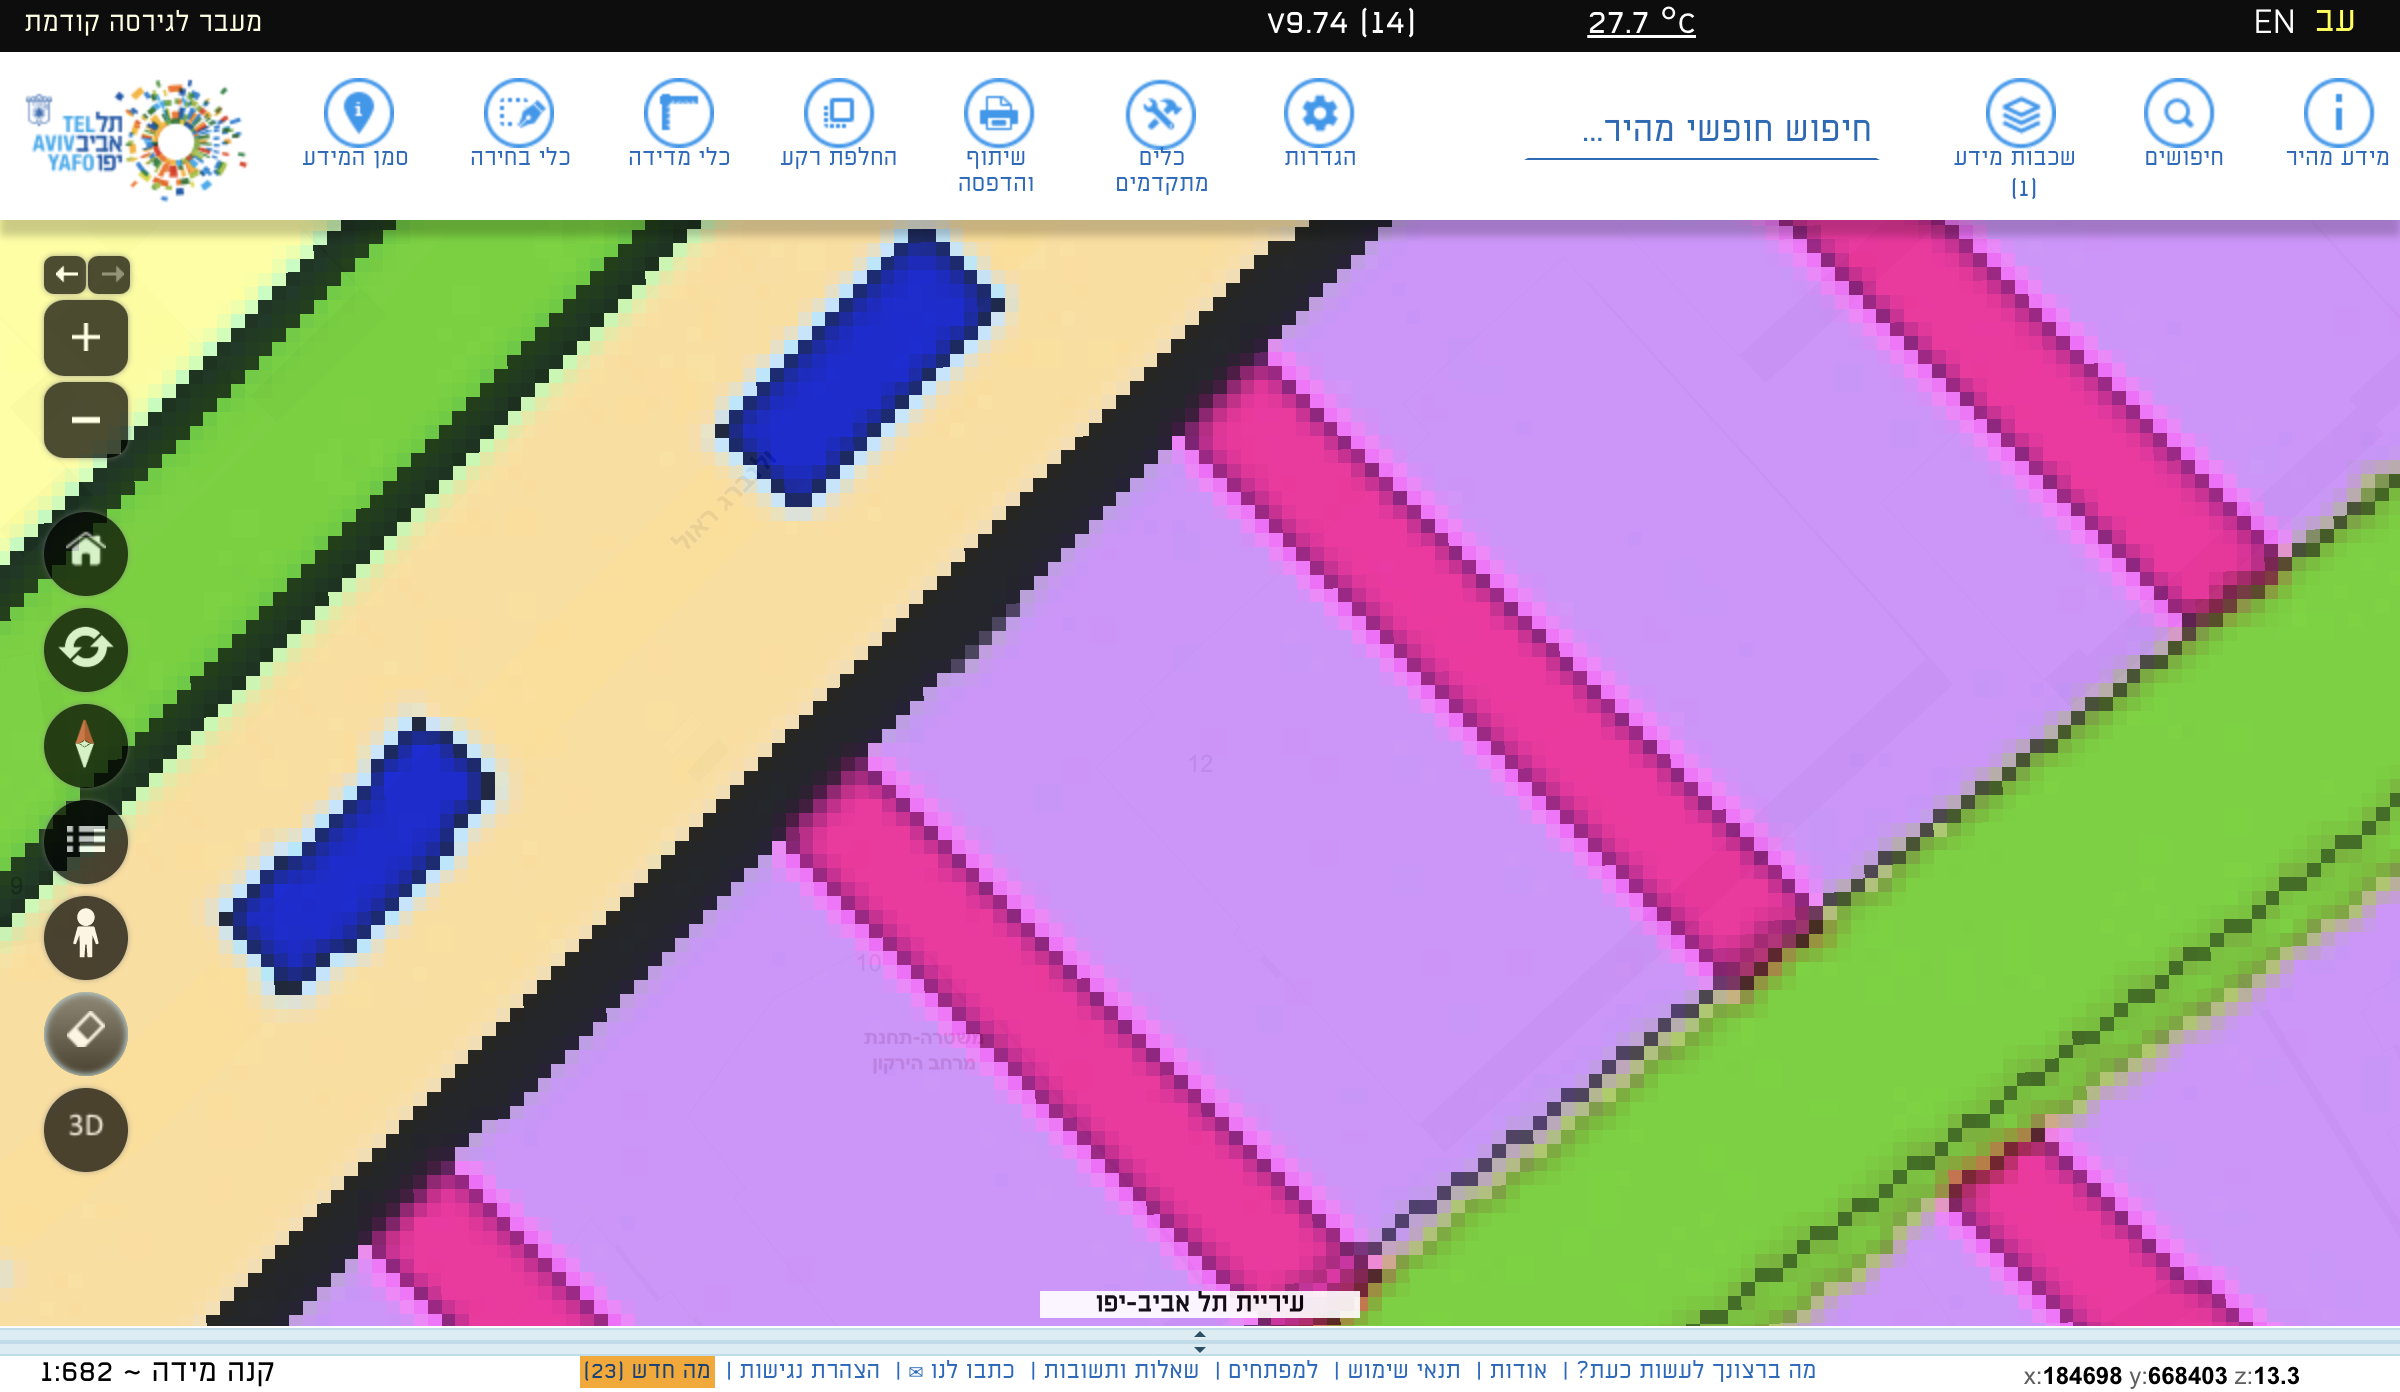 עב EN
27.7 °C
V9.74 (14)
מעבר לגירסה קודמת
מידע מהיר
חיפושים
שכבות מידע
(1)
חיפוש חופשי מהיר...
הגדרות
כלים
מתקדמים
שיתוף
והדפסה
החלפת רקע
כלי מדידה
כלי בחירה
סמן המידע
תל
אביב
יפו
TEL
AVIV
YAFO
ולנברג ראול
12
10
9
משטרה-תחנת
מרחב הירקון
3D
עיריית תל אביב-יפו
x:184698 y:668403 z:13.3
מה ברצונך לעשות כעת? | אודות | תנאי שימוש | למפתחים | שאלות ותשובות | כתבו לנו ✉ | הצהרת נגישות | מה חדש (23)
קנה מידה ~ 1:682